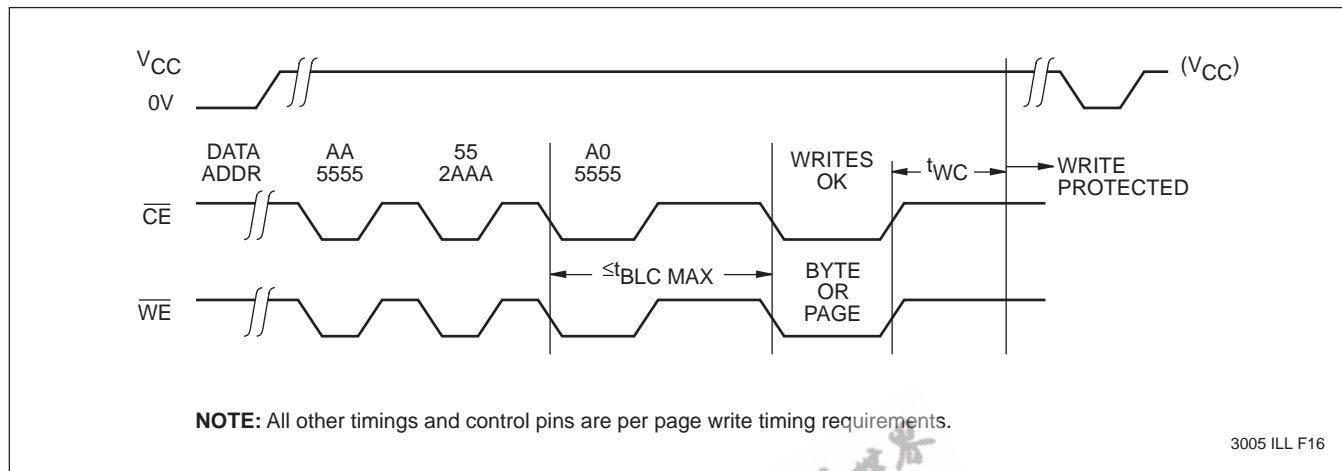 VCC
(VCC)
0V
DATA AA 55 A0 WRITES
ADDR 5555 2AAA 5555 OK
tWC
WRITE
PROTECTED
CE
≤tBLC MAX
BYTE
OR
PAGE
WE
NOTE: All other timings and control pins are per page write timing requirements.
3005 ILL F16